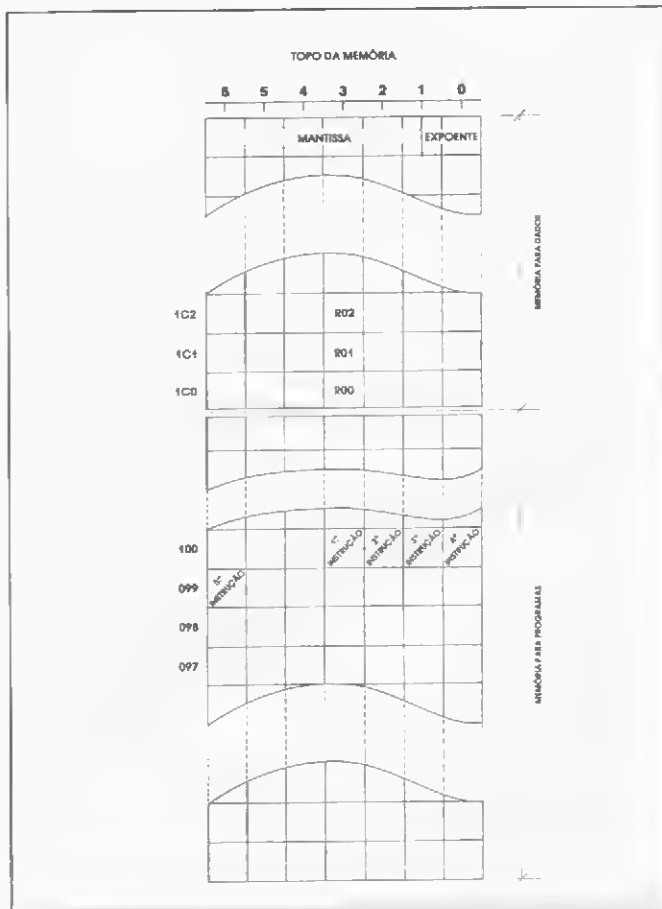 TOPO DA MEMÓRIA
6 5 4 3 2 1 0
MANTISSA EXPOENTE
MEMÓRIA PARA DADOS
1C2 R02
1C1 R01
1C0 R00
100 1ª INSTRUÇÃO 2ª INSTRUÇÃO 3ª INSTRUÇÃO 4ª INSTRUÇÃO
099 5ª INSTRUÇÃO
098
097
MEMÓRIA PARA PROGRAMAS